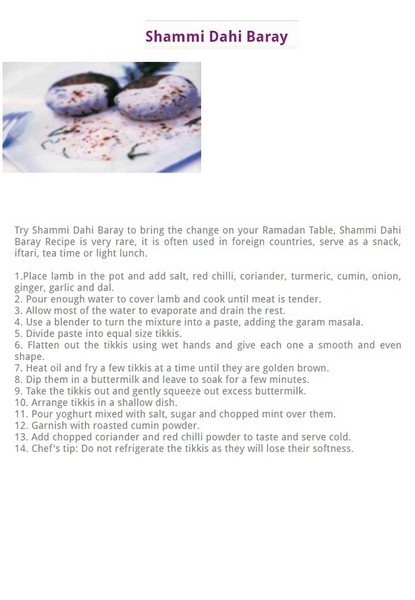 Shammi Dahi Baray
Try Shammi Dahi Baray to bring the change on your Ramadan Table, Shammi Dahi
Baray Recipe is very rare, it is often used in foreign countries, serve as a snack,
iftari, tea time or light lunch.
1.Place lamb in the pot and add salt, red chilli, coriander, turmeric, cumin, onion,
ginger, garlic and dal.
2. Pour enough water to cover lamb and cook until meat is tender.
3. Allow most of the water to evaporate and drain the rest.
4. Use a blender to turn the mixture into a paste, adding the garam masala.
5. Divide paste into equal size tikkis.
6. Flatten out the tikkis using wet hands and give each one a smooth and even
shape.
7. Heat oil and fry a few tikkis at a time until they are golden brown.
8. Dip them in a buttermilk and leave to soak for a few minutes.
9. Take the tikkis out and gently squeeze out excess buttermilk.
10. Arrange tikkis in a shallow dish.
11. Pour yoghurt mixed with salt, sugar and chopped mint over them.
12. Garnish with roasted cumin powder.
13. Add chopped coriander and red chilli powder to taste and serve cold.
14. Chef's tip: Do not refrigerate the tikkis as they will lose their softness.